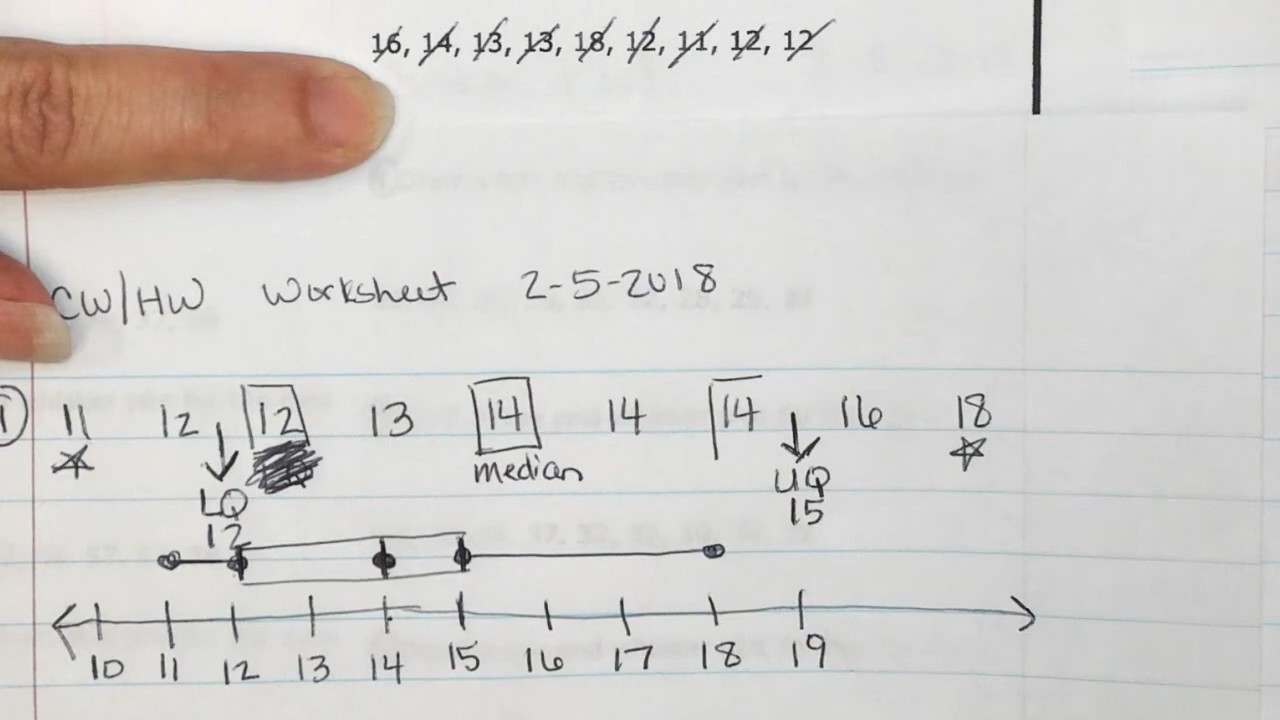 16, 14, 13, 13, 18, 12, 11, 12, 12
CW/HW Worksheet 2-5-2018
1 11 12 12 13 14 14 14 16 18
median
LQ UQ
12 15
10 11 12 13 14 15 16 17 18 19